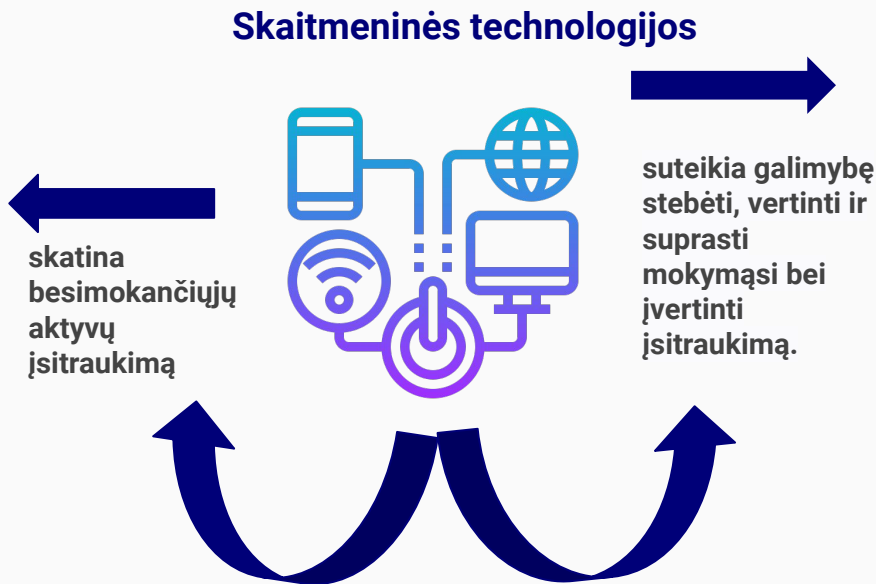 Skaitmeninės technologijos
skatina
besimokančiųjų
aktyvų
įsitraukimą
suteikia galimybę
stebėti, vertinti ir
suprasti
mokymąsi bei
įvertinti
įsitraukimą.